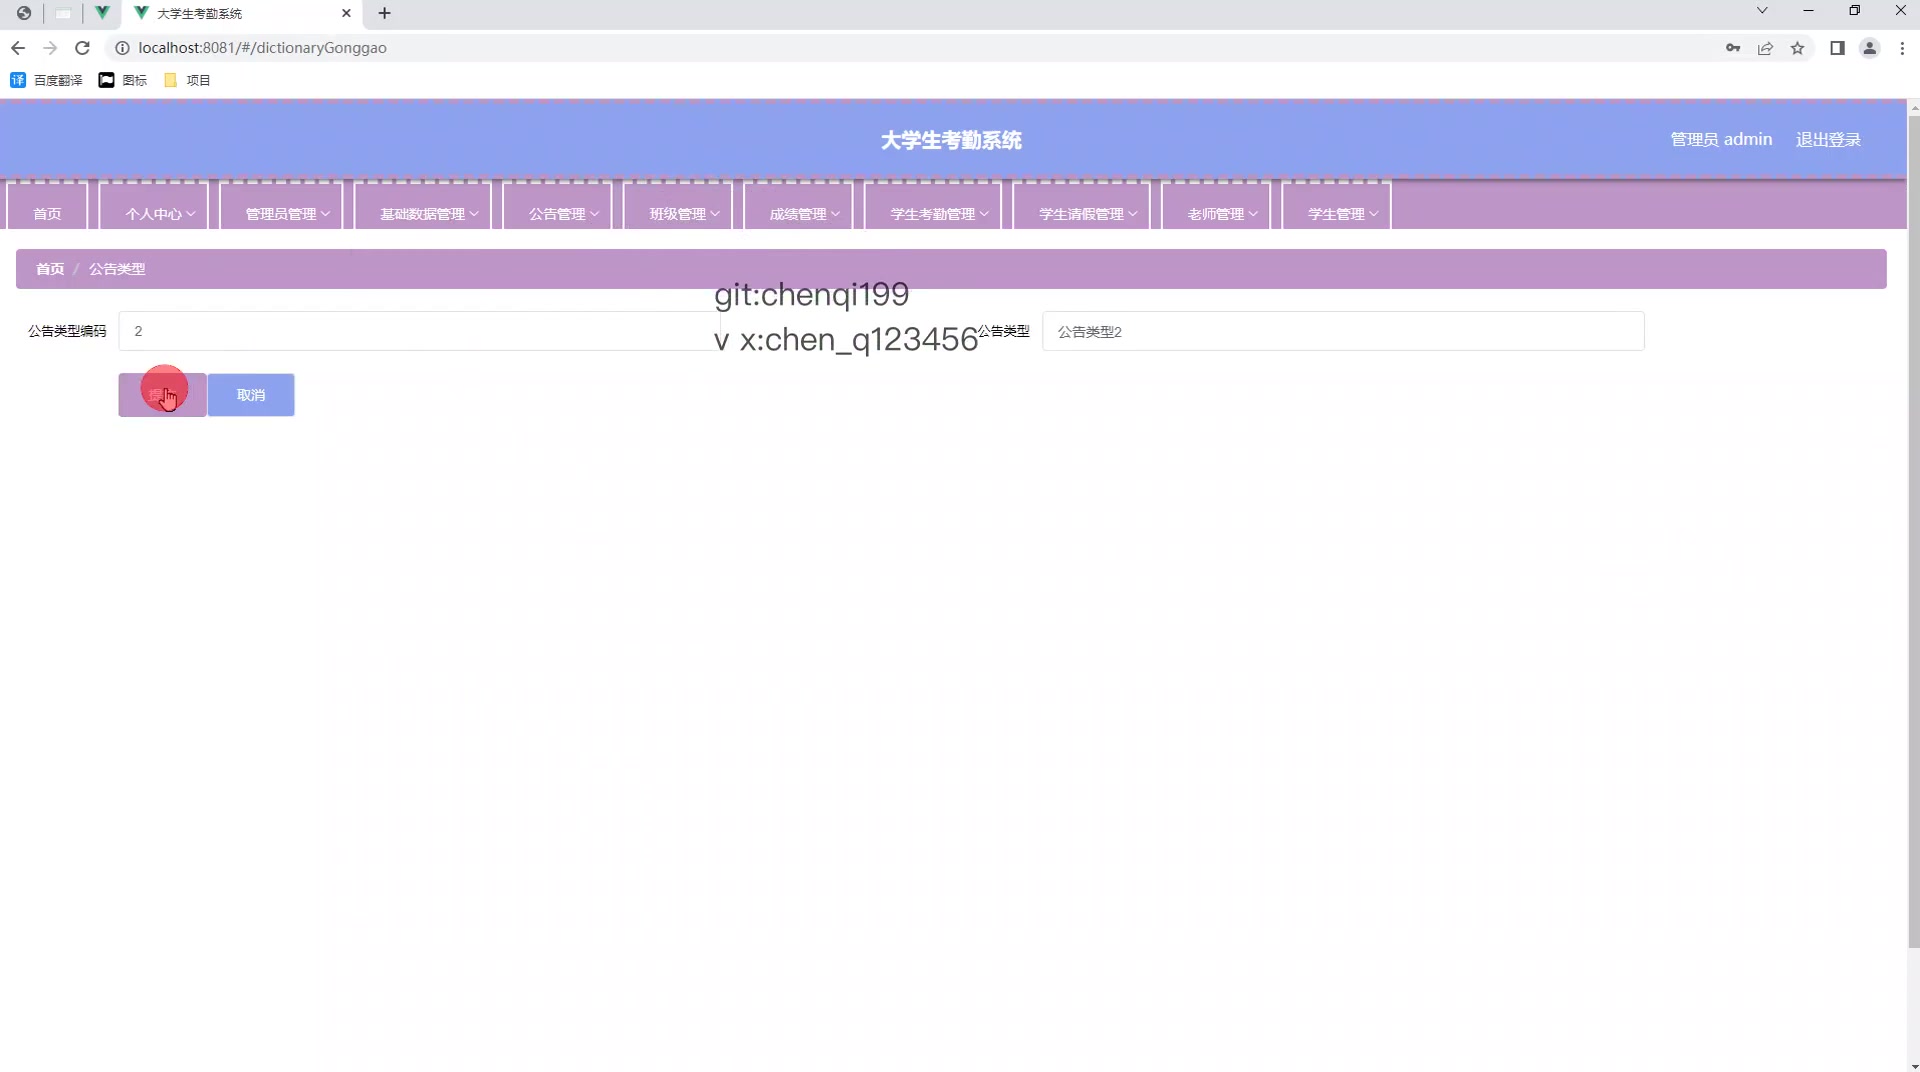 大学生考勤系统
localhost:8081/#/dictionaryGonggao
百度翻译 图标 项目
大学生考勤系统
管理员 admin 退出登录
首页 个人中心 管理员管理 基础数据管理 公告管理 班级管理 成绩管理 学生考勤管理 学生请假管理 老师管理 学生管理
首页 / 公告类型
git:chenqi199
公告类型编码 2
v x:chen_q123456
公告类型 公告类型2
取消